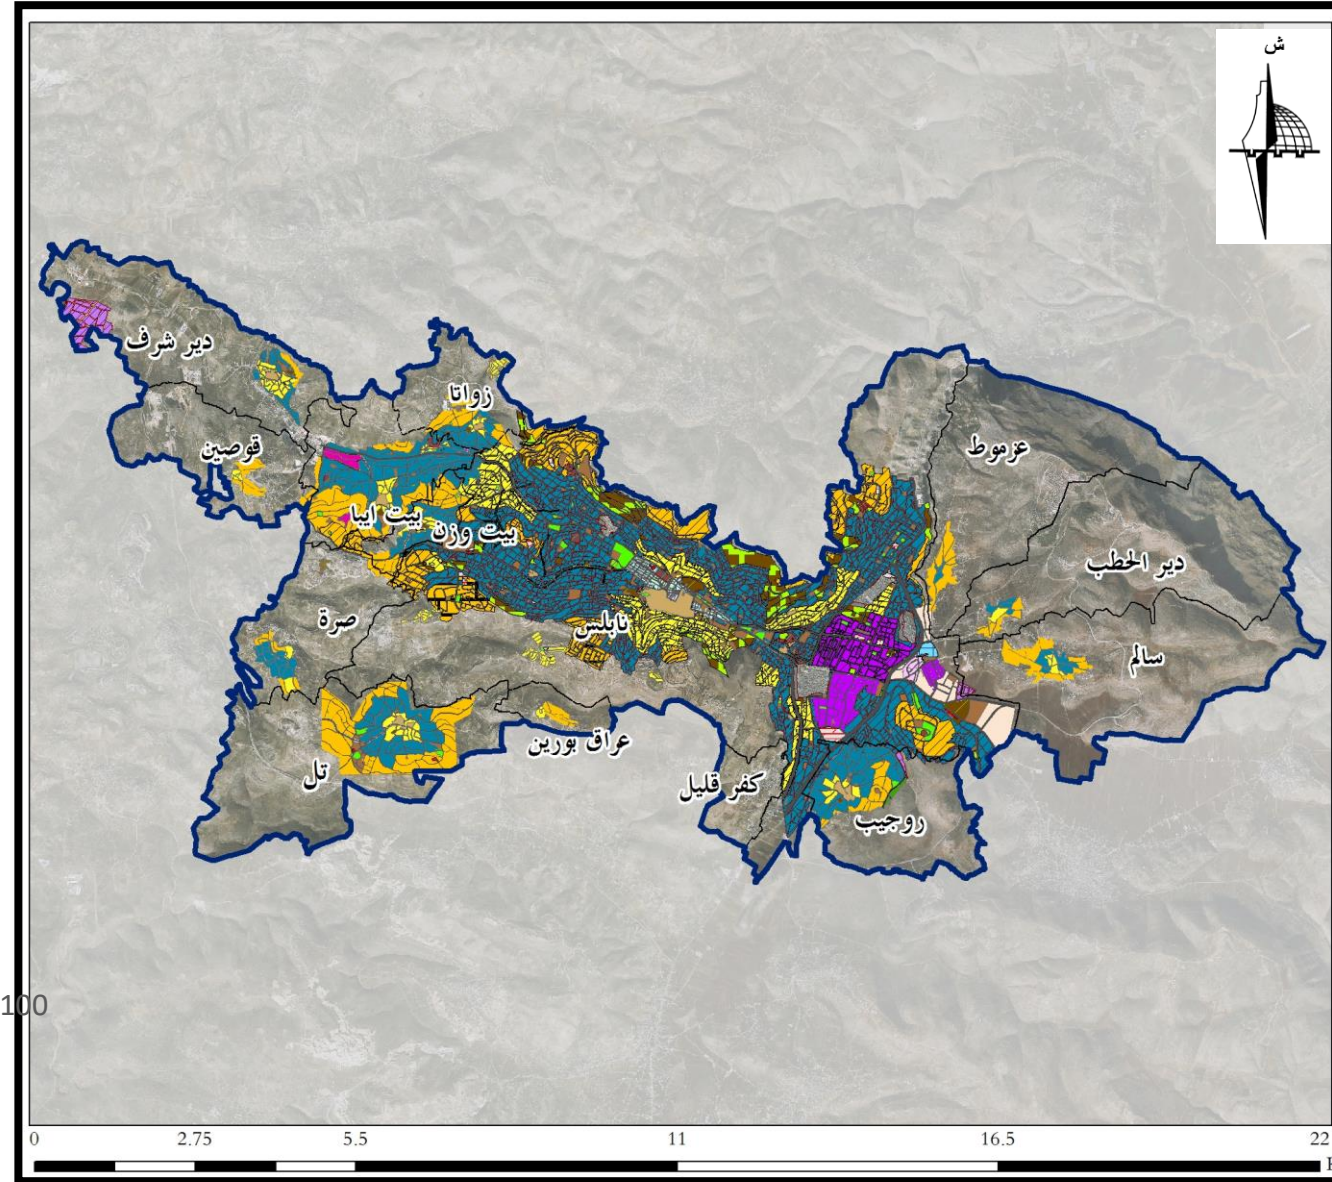 ش
دير شرف
زواتا
عزموط
قوصين
بيت ايبا
بيت وزن
دير الحطب
صرة
نابلس
سالم
عراق بورين
تل
كفر قليل
روجيب
100
0 2.75 5.5 11 16.5 22